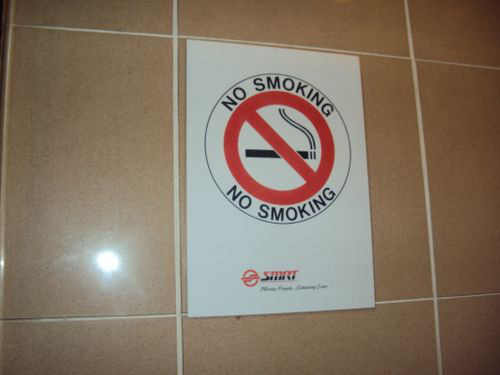 NO SMOKING
NO SMOKING
SMRT
Moving People, Enhancing Lives